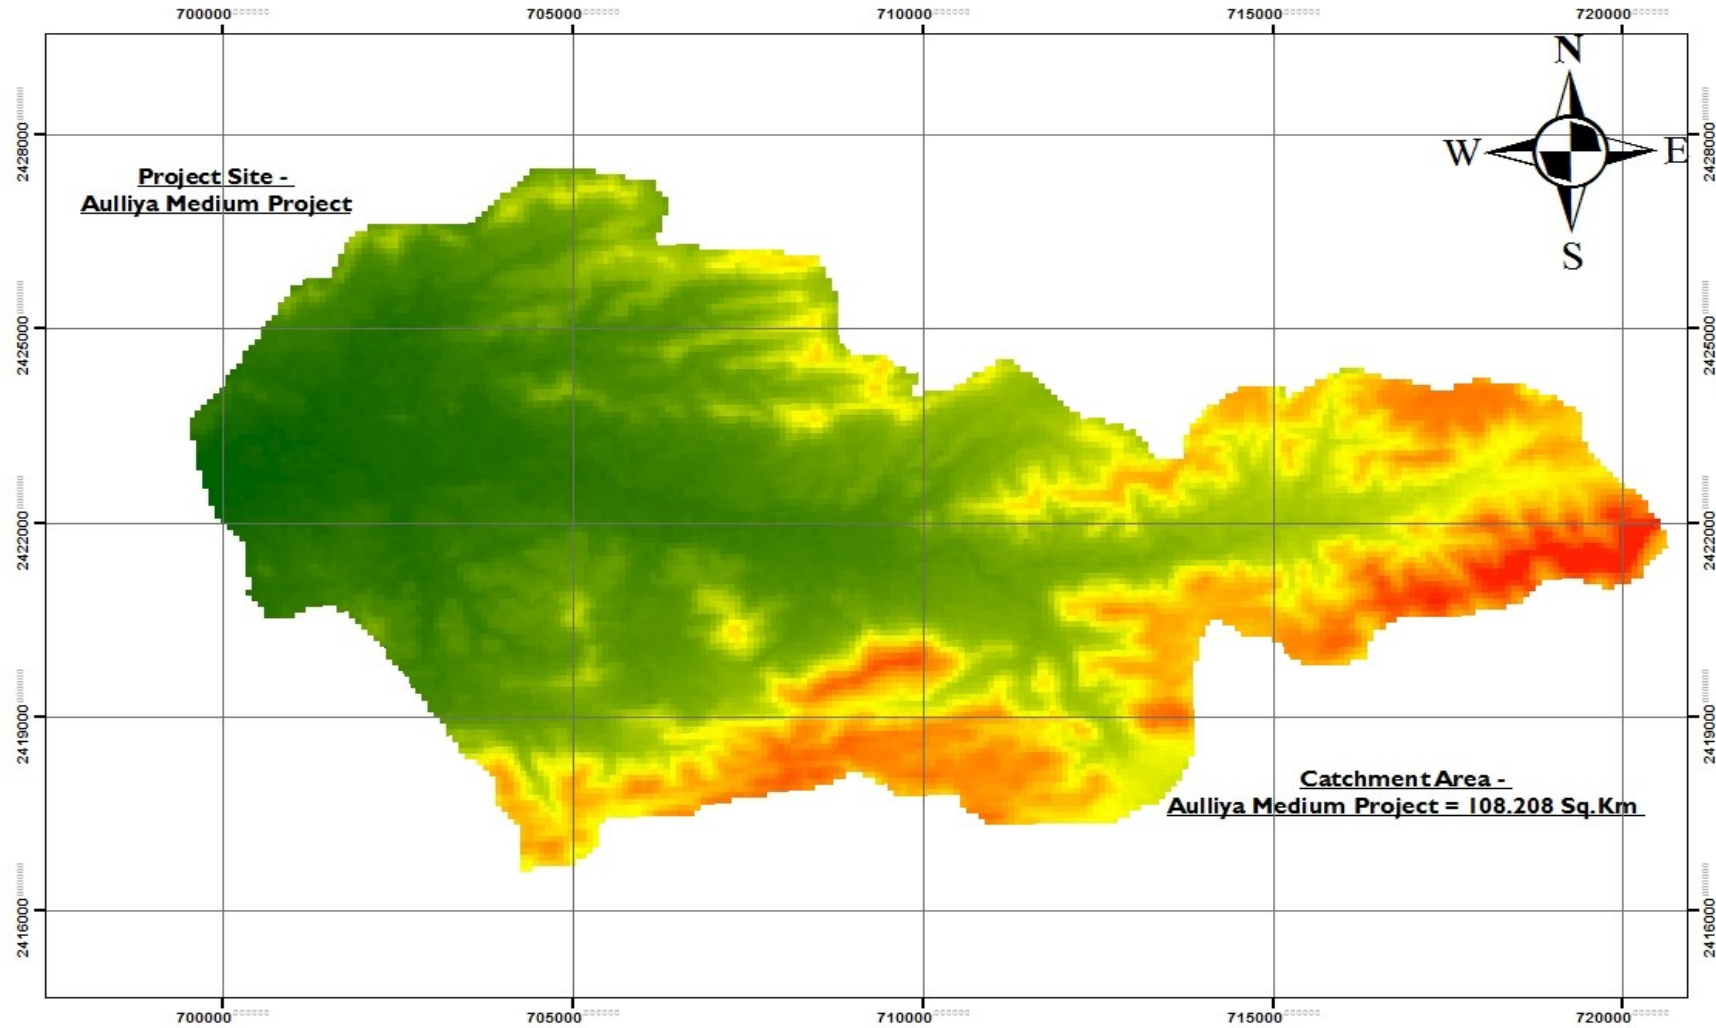 700000 705000 710000 715000 720000
N
W E
S
2428000 2428000
Project Site -
Aulliya Medium Project
2425000 2425000
2422000 2422000
2419000 2419000
Catchment Area -
Aulliya Medium Project = 108.208 Sq.Km
2416000 2416000
700000 705000 710000 715000 720000